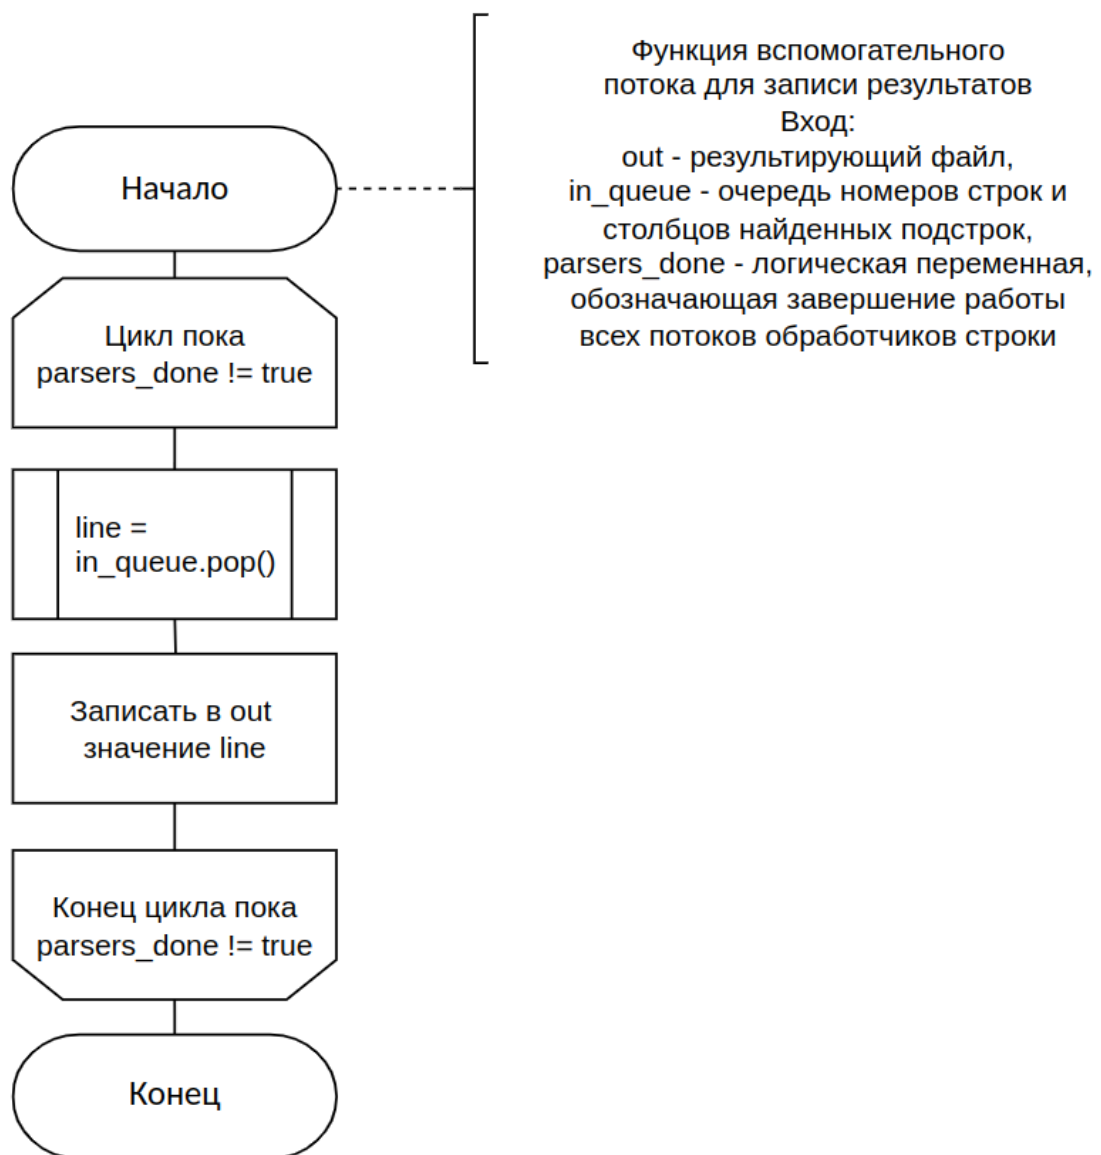 Функция вспомогательного
потока для записи результатов
Вход:
out - результирующий файл,
in_queue - очередь номеров строк и
столбцов найденных подстрок,
parsers_done - логическая переменная,
обозначающая завершение работы
всех потоков обработчиков строки
Начало
Цикл пока
parsers_done != true
line =
in_queue.pop()
Записать в out
значение line
Конец цикла пока
parsers_done != true
Конец